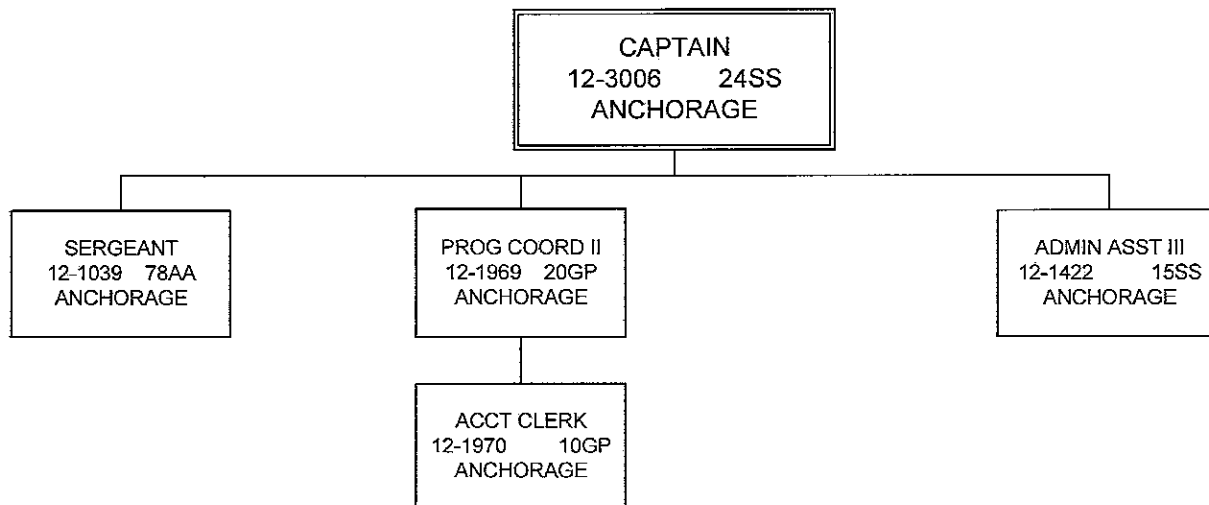 CAPTAIN
12-3006 24SS
ANCHORAGE
SERGEANT
12-1039 78AA
ANCHORAGE
PROG COORD II
12-1969 20GP
ANCHORAGE
ADMIN ASST III
12-1422 15SS
ANCHORAGE
ACCT CLERK
12-1970 10GP
ANCHORAGE